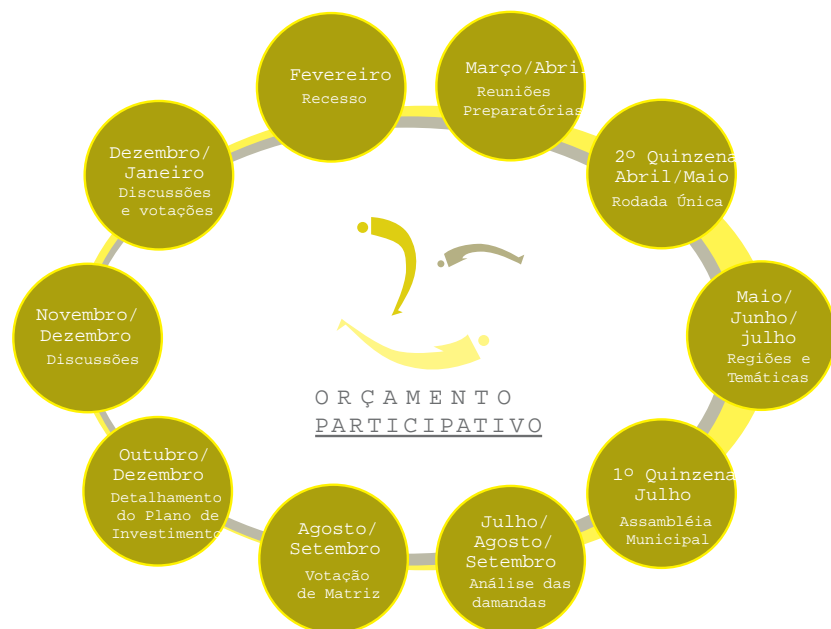 Fevereiro
Recesso
Março/Abril
Reuniões
Preparatórias
2º Quinzena
Abril/Maio
Rodada Única
Maio/
Junho/
julho
Regiões e
Temáticas
1º Quinzena
Julho
Assambléia
Municipal
Julho/
Agosto/
Setembro
Análise das
damandas
Agosto/
Setembro
Votação
de Matriz
Outubro/
Dezembro
Detalhamento
do Plano de
Investimento
Novembro/
Dezembro
Discussões
Dezembro/
Janeiro
Discussões
e votações
ORÇAMENTO
PARTICIPATIVO